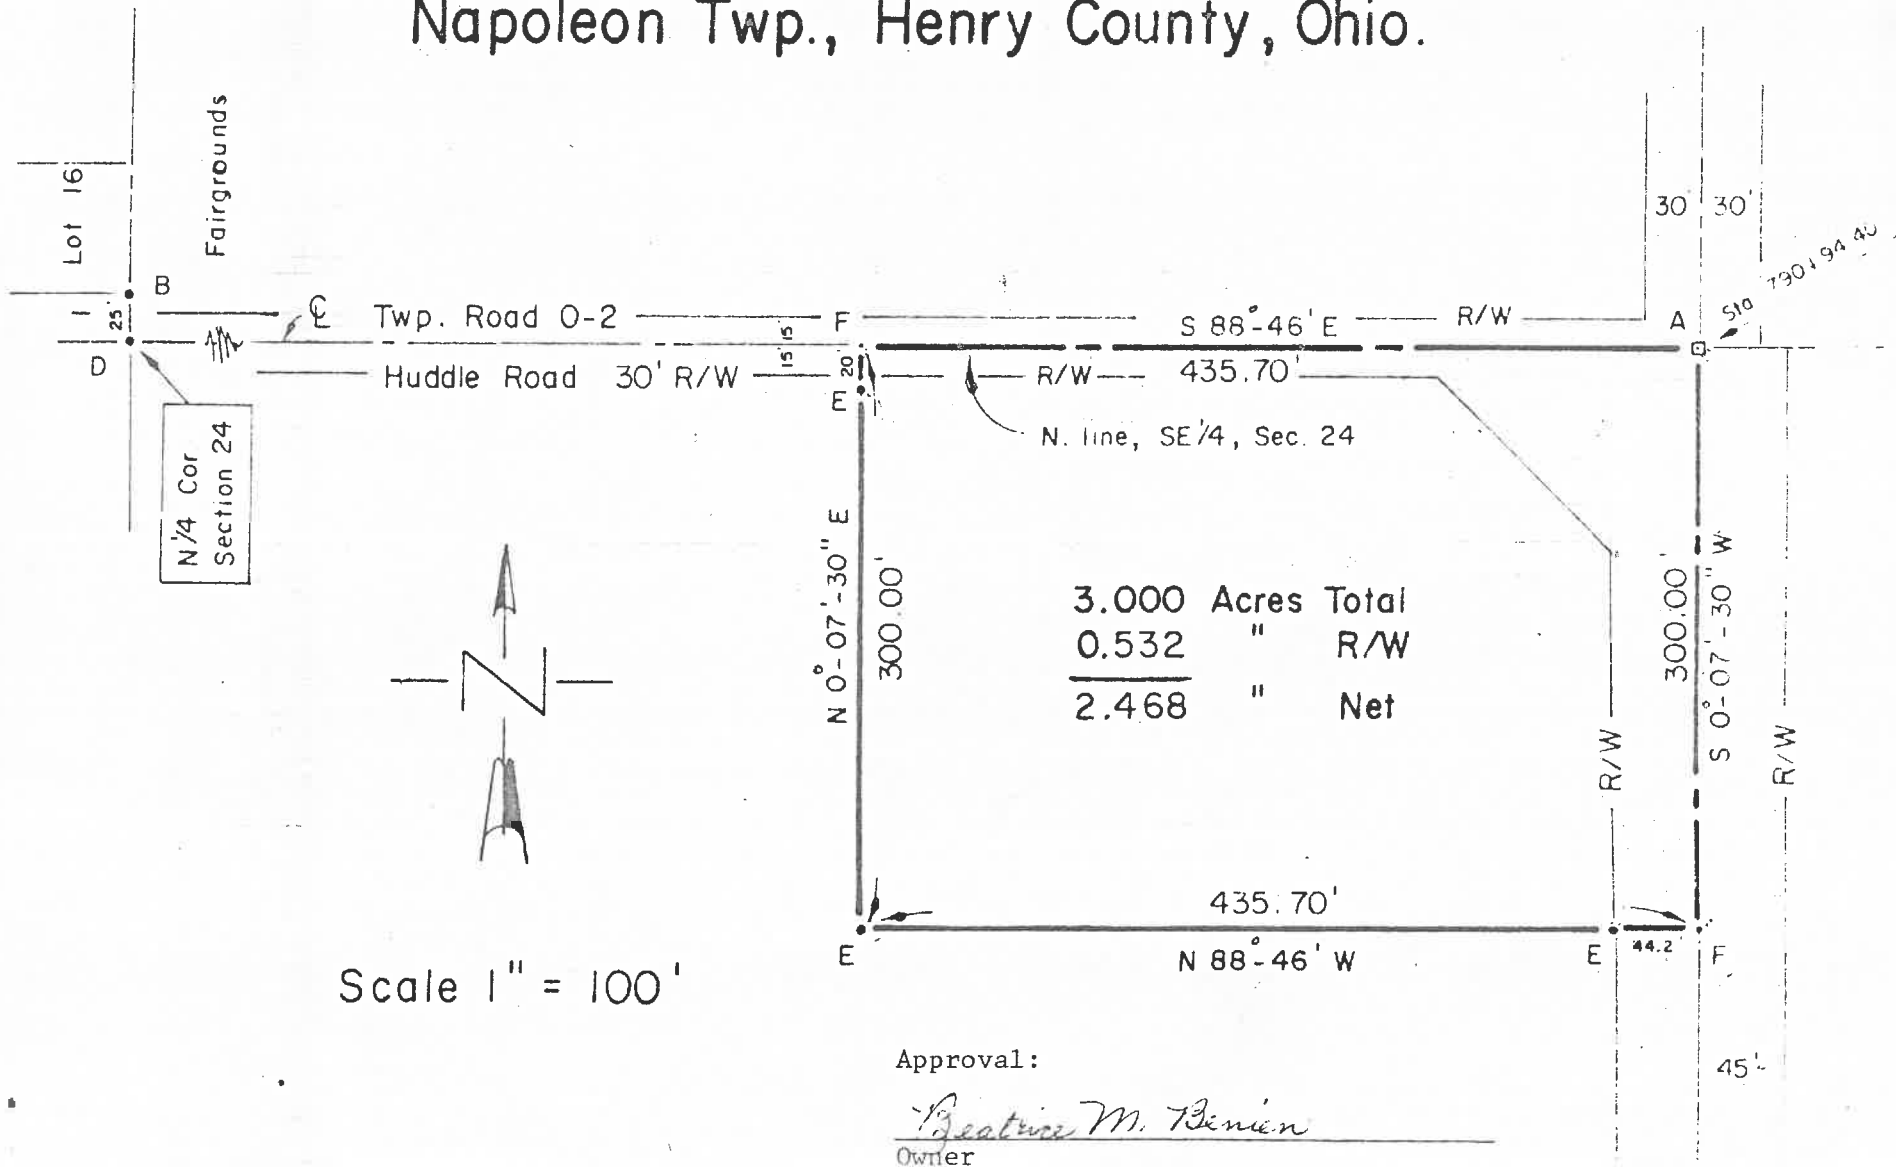 Napoleon Twp., Henry County, Ohio.
Lot 16
Fairgrounds
30 30'
Sta 790+94.40
B
25'
℄ Twp. Road O-2
F
S 88°-46' E
R/W
A
D
15' 15'
Huddle Road 30' R/W
20'
R/W
435.70'
E
N. line, SE 1/4, Sec. 24
N 1/4 Cor
Section 24
N 0°-07'-30" E
300.00'
3.000 Acres Total
0.532 " R/W
2.468 " Net
300.00'
S 0°-07'-30" W
R/W
R/W
N
435.70'
E
N 88°-46' W
E
44.2'
F
Scale 1" = 100'
45'
Approval:
Beatrice M. Benien
Owner